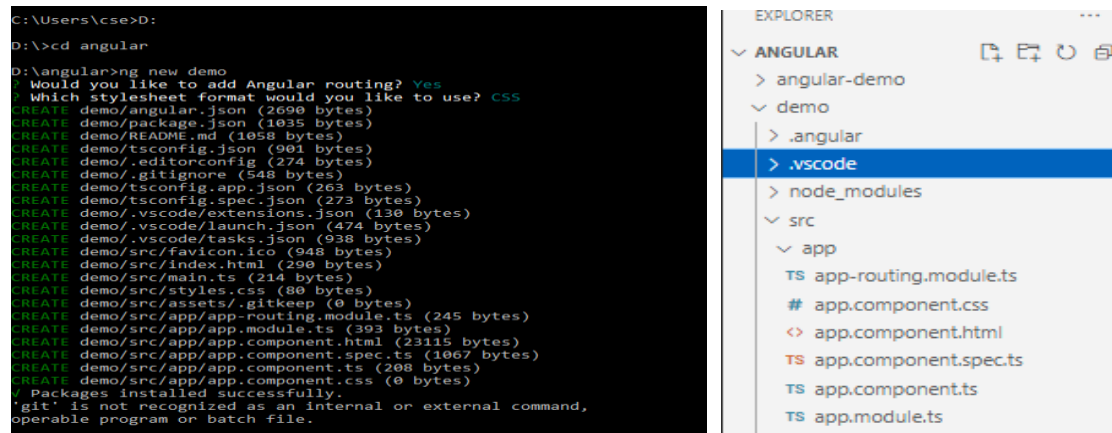 C:\Users\cse>D:
D:\>cd angular
D:\angular>ng new demo
? Would you like to add Angular routing? Yes
? Which stylesheet format would you like to use? CSS
CREATE demo/angular.json (2690 bytes)
CREATE demo/package.json (1035 bytes)
CREATE demo/README.md (1058 bytes)
CREATE demo/tsconfig.json (901 bytes)
CREATE demo/.editorconfig (274 bytes)
CREATE demo/.gitignore (548 bytes)
CREATE demo/tsconfig.app.json (263 bytes)
CREATE demo/tsconfig.spec.json (273 bytes)
CREATE demo/.vscode/extensions.json (130 bytes)
CREATE demo/.vscode/launch.json (474 bytes)
CREATE demo/.vscode/tasks.json (938 bytes)
CREATE demo/src/favicon.ico (948 bytes)
CREATE demo/src/index.html (290 bytes)
CREATE demo/src/main.ts (214 bytes)
CREATE demo/src/styles.css (80 bytes)
CREATE demo/src/assets/.gitkeep (0 bytes)
CREATE demo/src/app/app-routing.module.ts (245 bytes)
CREATE demo/src/app/app.module.ts (393 bytes)
CREATE demo/src/app/app.component.html (23115 bytes)
CREATE demo/src/app/app.component.spec.ts (1067 bytes)
CREATE demo/src/app/app.component.ts (208 bytes)
CREATE demo/src/app/app.component.css (0 bytes)
√ Packages installed successfully.
'git' is not recognized as an internal or external command,
operable program or batch file.
EXPLORER
ANGULAR
angular-demo
demo
.angular
.vscode
node_modules
src
app
TS app-routing.module.ts
# app.component.css
<> app.component.html
TS app.component.spec.ts
TS app.component.ts
TS app.module.ts